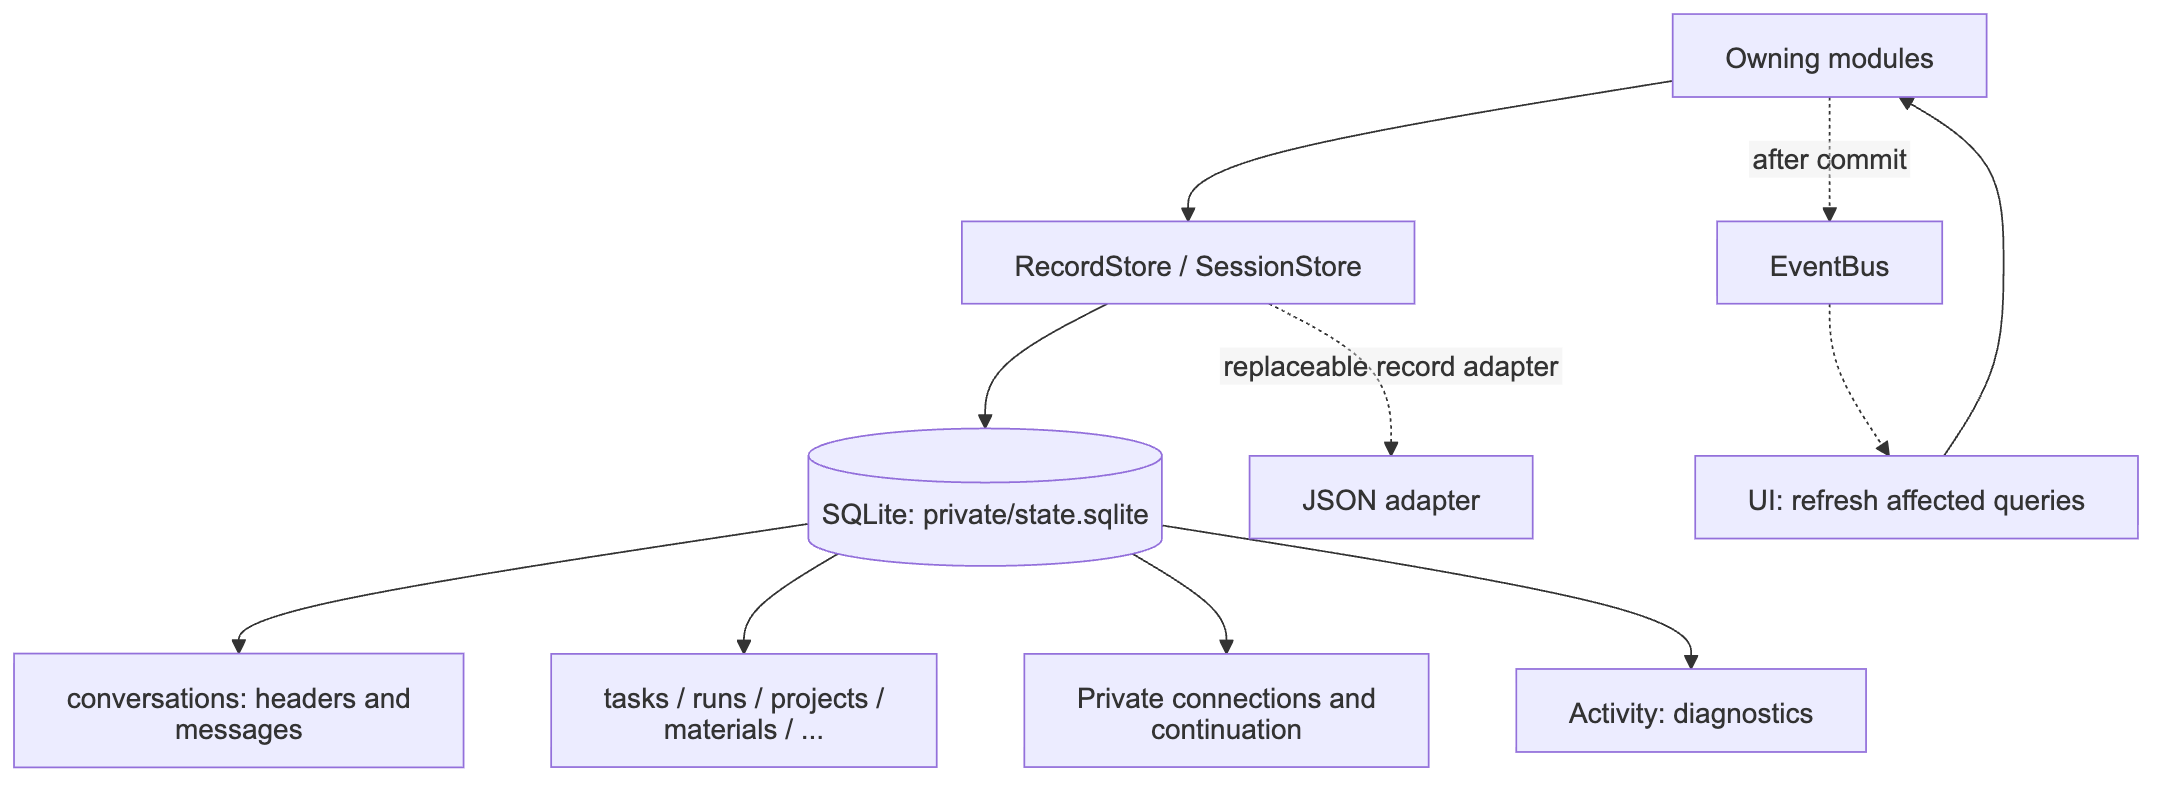 Owning modules
after commit
RecordStore / SessionStore
EventBus
replaceable record adapter
SQLite: private/state.sqlite
JSON adapter
UI: refresh affected queries
conversations: headers and
messages
tasks / runs / projects /
materials / ...
Private connections and
continuation
Activity: diagnostics